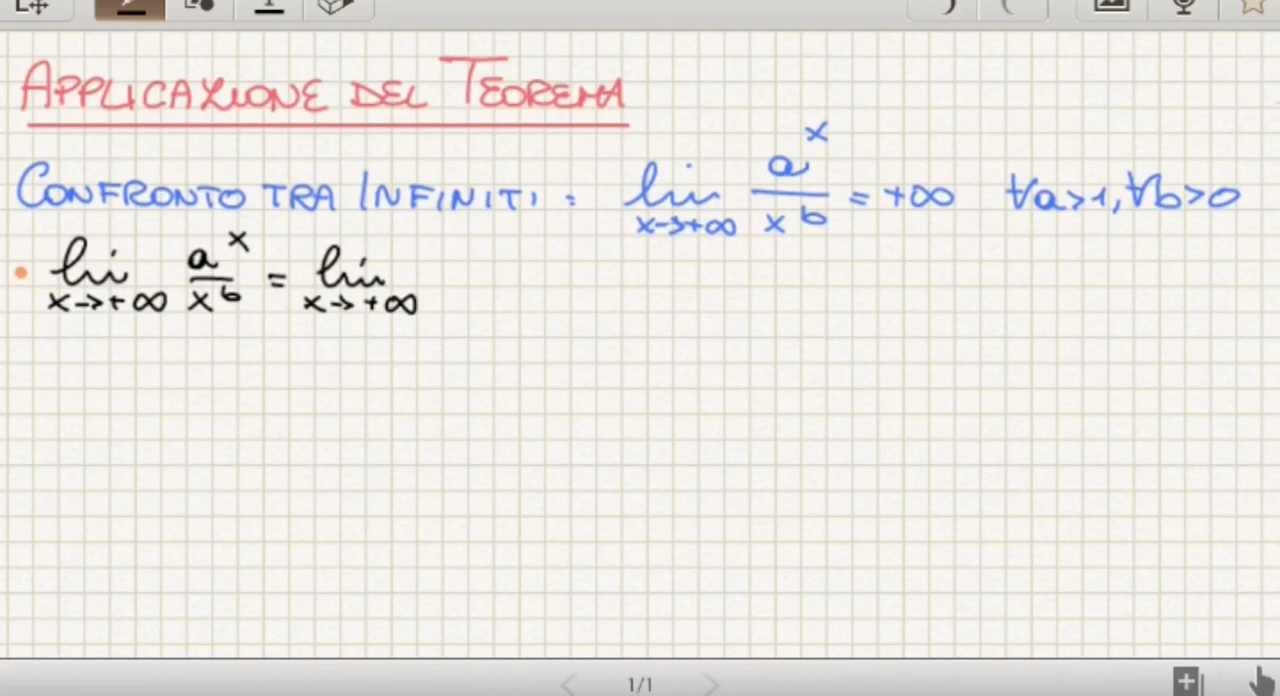 APPLICAZIONE DEL TEOREMA
CONFRONTO TRA INFINITI: lim x→+∞ a^x / x^b = +∞ ∀a>1, ∀b>0
• lim x→+∞ a^x / x^b = lim x→+∞
1/1